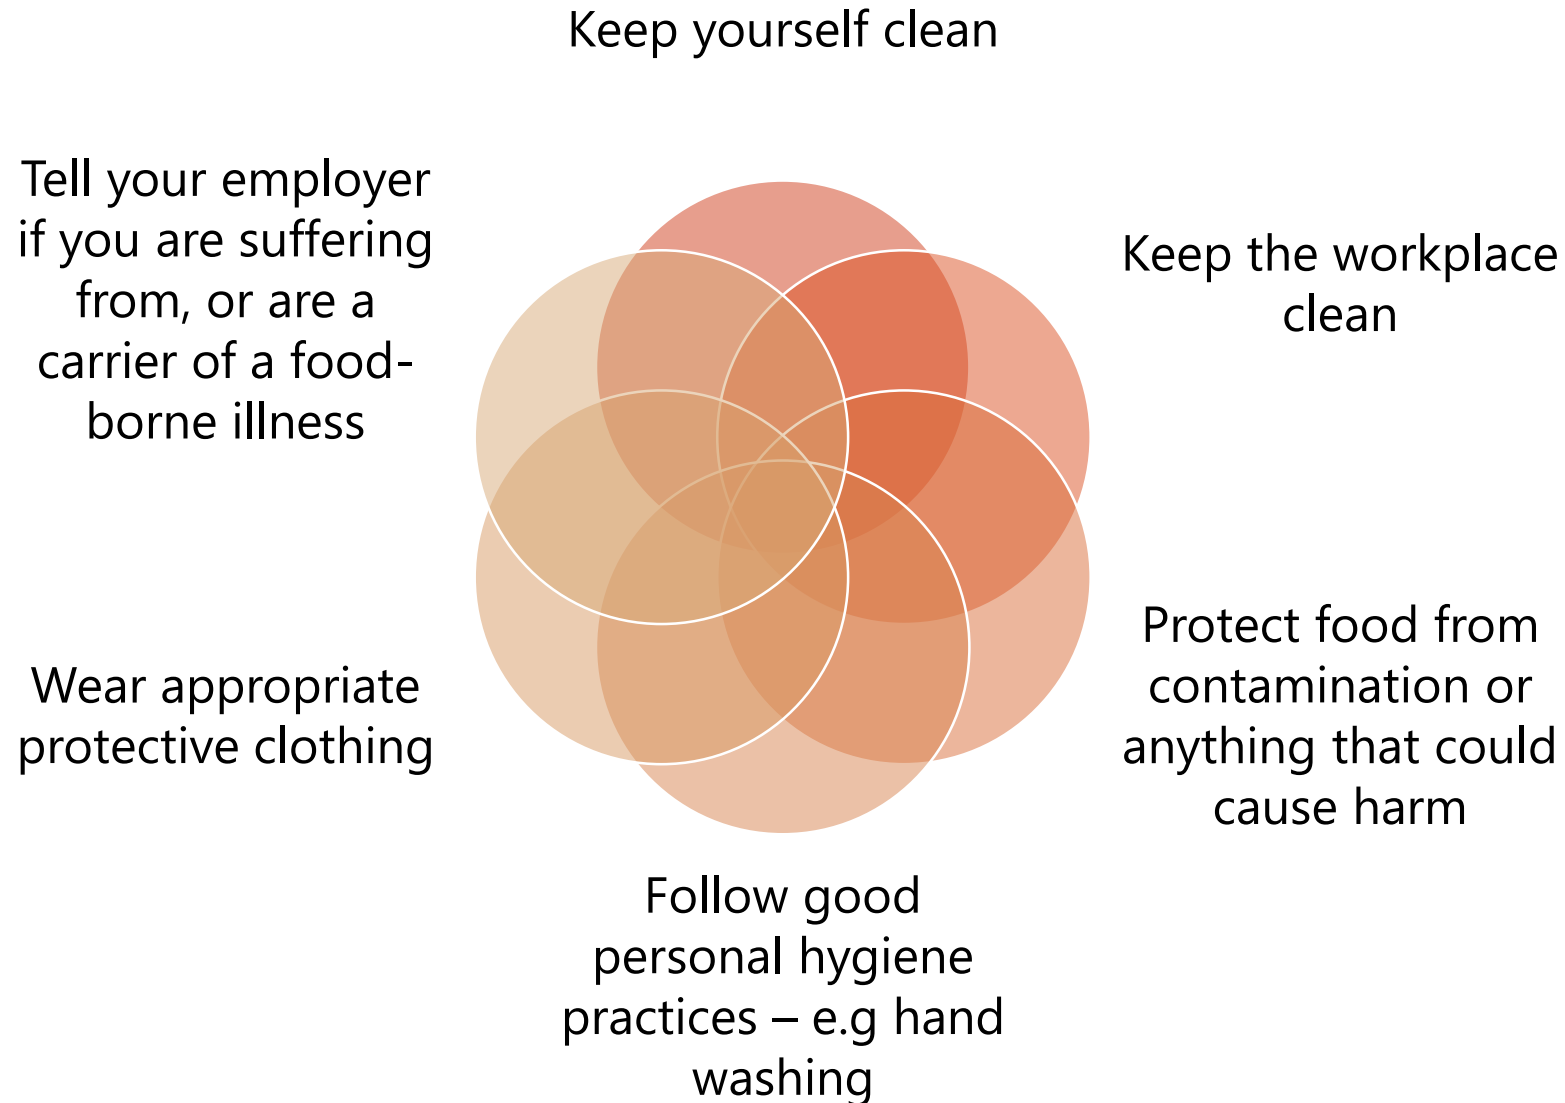 Keep yourself clean
Keep the workplace
clean
Protect food from
contamination or
anything that could
cause harm
Follow good
personal hygiene
practices – e.g hand
washing
Wear appropriate
protective clothing
Tell your employer
if you are suffering
from, or are a
carrier of a food-
borne illness